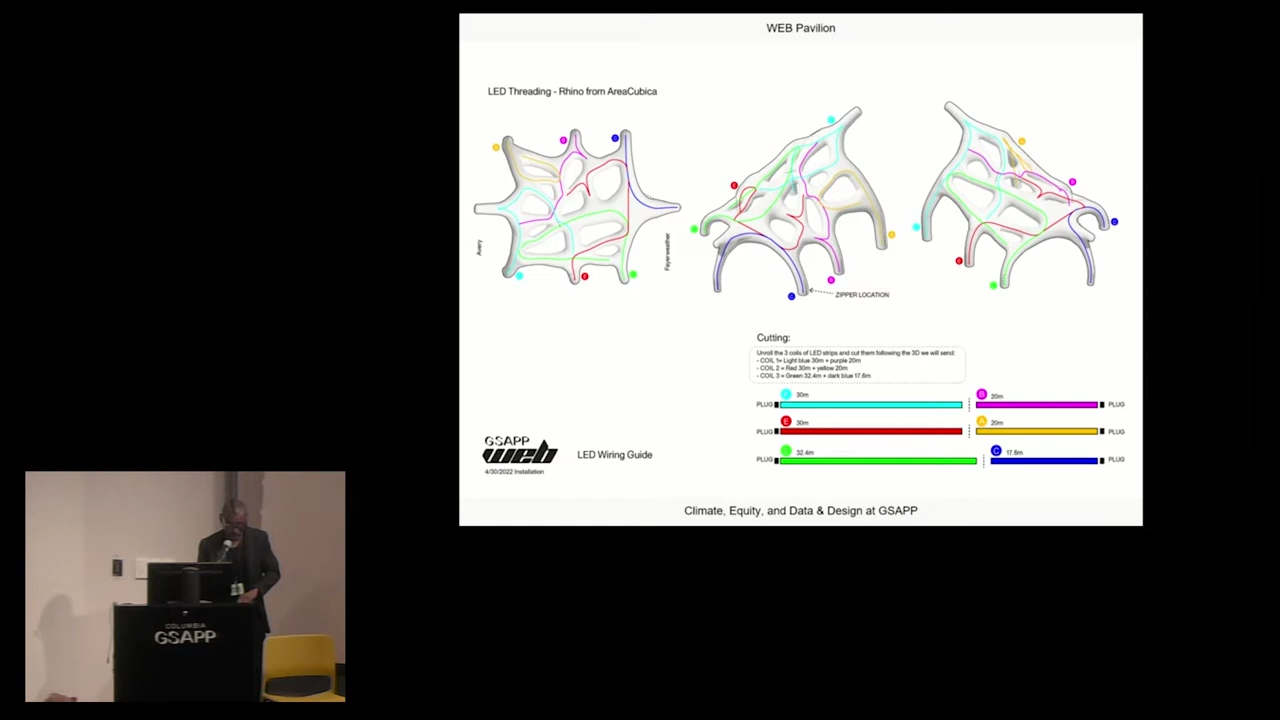 WEB Pavilion
LED Threading - Rhino from AreaCubica
A
B
C
Avery
Fayerweather
E
E
B
A
C
ZIPPER LOCATION
A
B
C
E
Cutting:
Unroll the 3 coils of LED strips and cut them following the 3D we will send:
- COIL 1= Light blue 30m + purple 20m
- COIL 2 = Red 30m + yellow 20m
- COIL 3 = Green 32.4m + dark blue 17.6m
30m
B 20m
PLUG PLUG
E 30m
A 20m
PLUG PLUG
32.4m
C 17.6m
PLUG PLUG
GSAPP
web
4/30/2022 Installation
LED Wiring Guide
Climate, Equity, and Data & Design at GSAPP
COLUMBIA
GSAPP